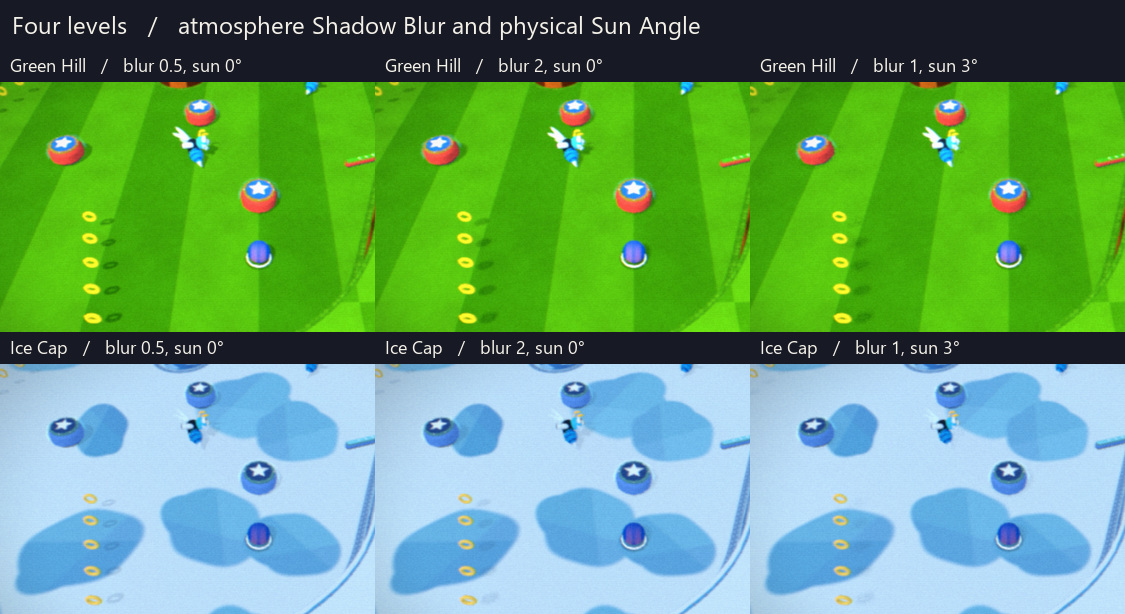 Four levels / atmosphere Shadow Blur and physical Sun Angle
Green Hill / blur 0.5, sun 0° Green Hill / blur 2, sun 0° Green Hill / blur 1, sun 3°
Ice Cap / blur 0.5, sun 0° Ice Cap / blur 2, sun 0° Ice Cap / blur 1, sun 3°